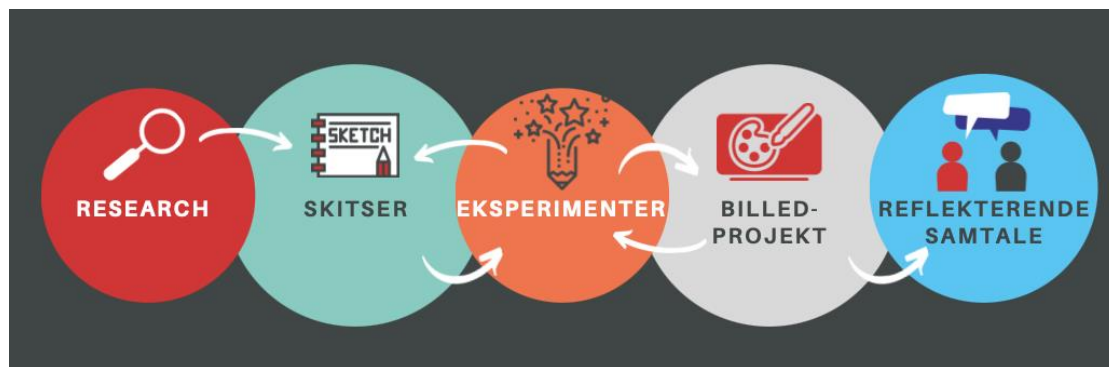 RESEARCH
SKETCH
SKITSER
EKSPERIMENTER
BILLED-
PROJEKT
REFLEKTERENDE
SAMTALE